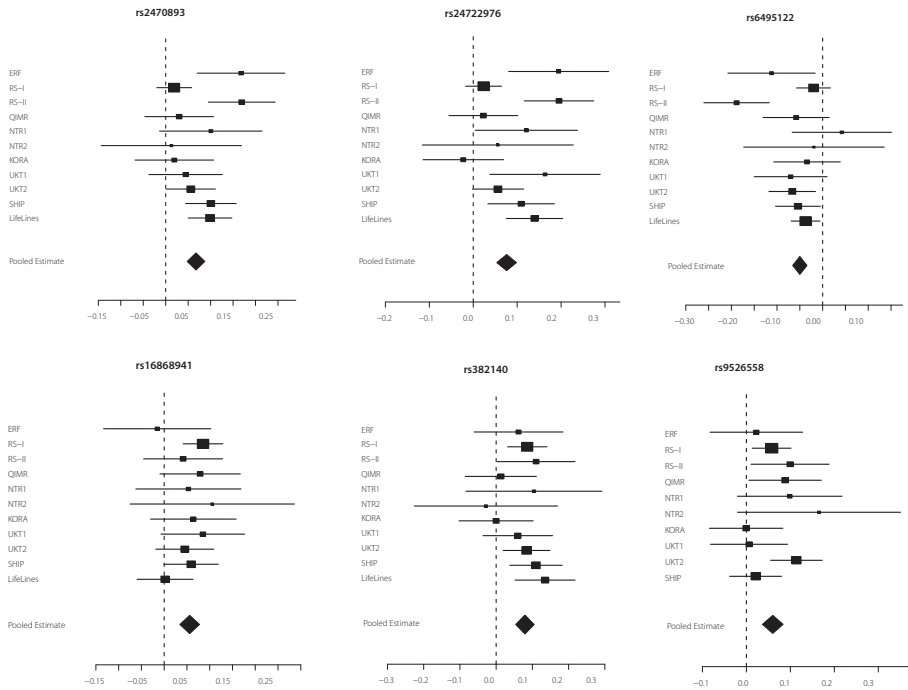 rs2470893
ERF
RS−I
RS−II
QIMR
NTR1
NTR2
KORA
UKT1
UKT2
SHIP
LifeLines
Pooled Estimate
−0.15 −0.05 0.05 0.15 0.25
rs24722976
ERF
RS−I
RS−II
QIMR
NTR1
NTR2
KORA
UKT1
UKT2
SHIP
LifeLines
Pooled Estimate
−0.2 −0.1 0.0 0.1 0.2 0.3
rs6495122
ERF
RS−I
RS−II
QIMR
NTR1
NTR2
KORA
UKT1
UKT2
SHIP
LifeLines
Pooled Estimate
−0.30 −0.20 −0.10 0.00 0.10
rs16868941
ERF
RS−I
RS−II
QIMR
NTR1
NTR2
KORA
UKT1
UKT2
SHIP
LifeLines
Pooled Estimate
−0.15 −0.05 0.05 0.15 0.25
rs382140
ERF
RS−I
RS−II
QIMR
NTR1
NTR2
KORA
UKT1
UKT2
SHIP
LifeLines
Pooled Estimate
−0.3 −0.2 −0.1 0.0 0.1 0.2 0.3
rs9526558
ERF
RS−I
RS−II
QIMR
NTR1
NTR2
KORA
UKT1
UKT2
SHIP
Pooled Estimate
−0.1 0.0 0.1 0.2 0.3